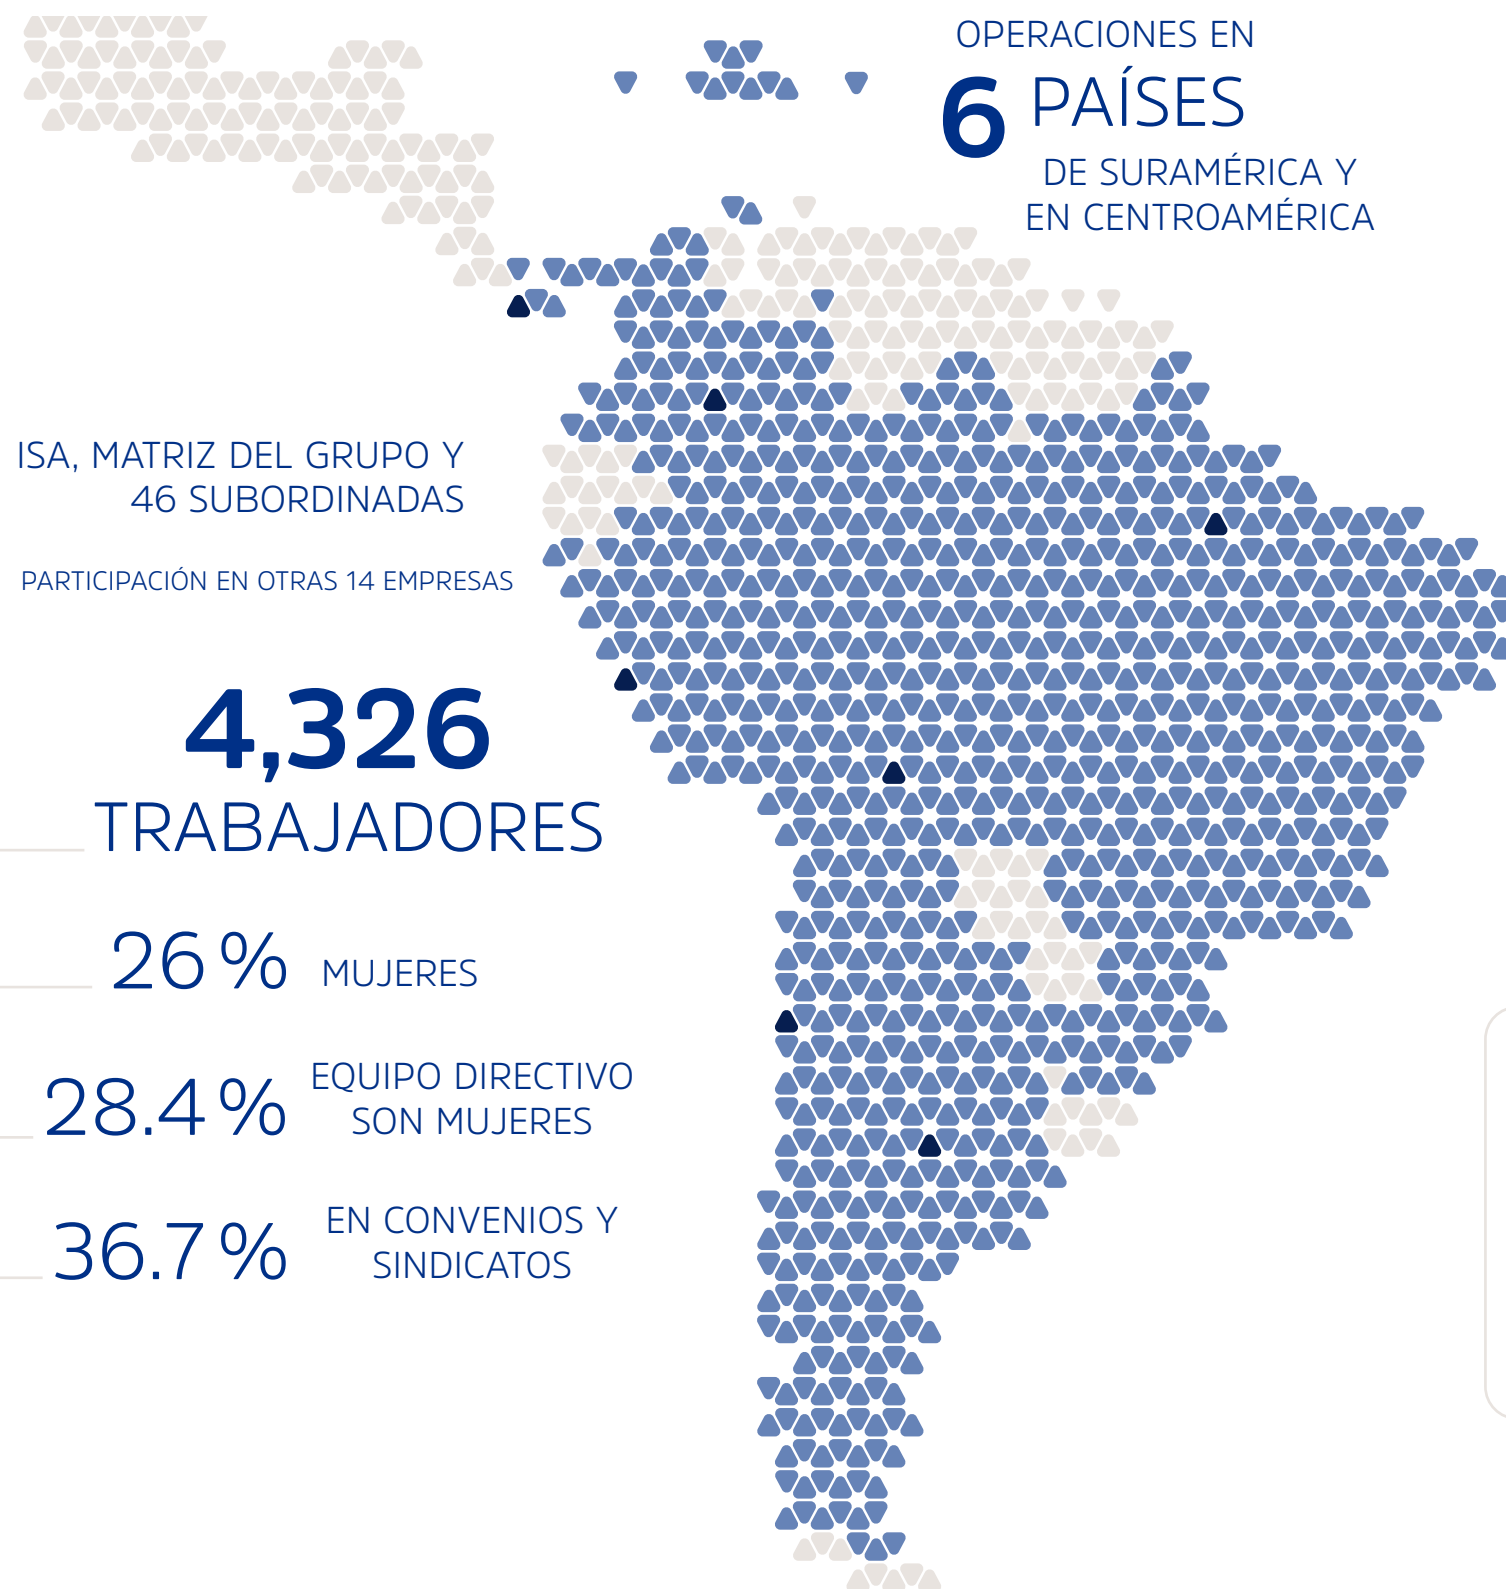 OPERACIONES EN
6 PAÍSES
DE SURAMÉRICA Y
EN CENTROAMÉRICA
ISA, MATRIZ DEL GRUPO Y
46 SUBORDINADAS
PARTICIPACIÓN EN OTRAS 14 EMPRESAS
4,326
TRABAJADORES
26 % MUJERES
28.4 % EQUIPO DIRECTIVO
SON MUJERES
36.7 % EN CONVENIOS Y
SINDICATOS